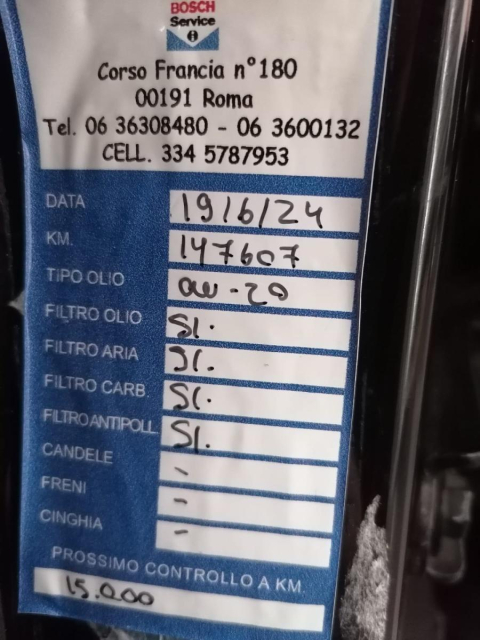 BOSCH
Service
Corso Francia n°180
00191 Roma
Tel. 06 36308480 - 06 3600132
CELL. 334 5787953
DATA 19/6/24
KM. 147607
TIPO OLIO 0W-20
FILTRO OLIO SI.
FILTRO ARIA SI.
FILTRO CARB. SI.
FILTRO ANTIPOLL. SI.
CANDELE -
FRENI -
CINGHIA -
PROSSIMO CONTROLLO A KM.
15.000